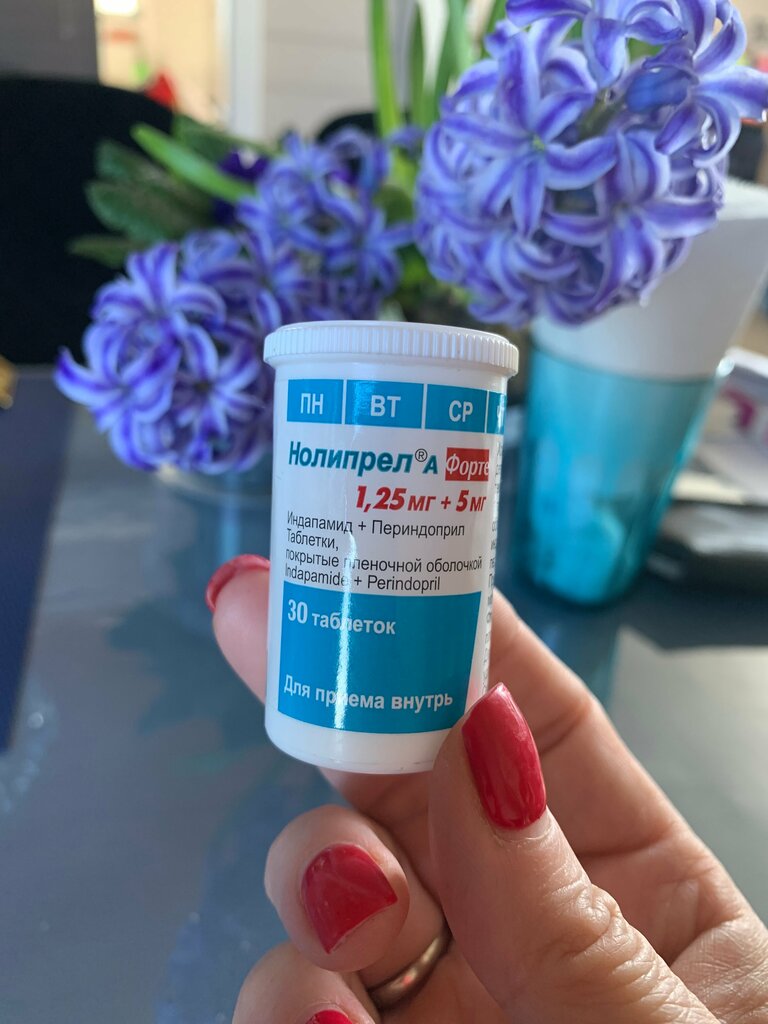 ПН ВТ СР
Нолипрел® А Форте
1,25 мг + 5 мг
Индапамид + Периндоприл
Таблетки,
покрытые пленочной оболочкой
Indapamide + Perindopril
30 таблеток
Для приема внутрь